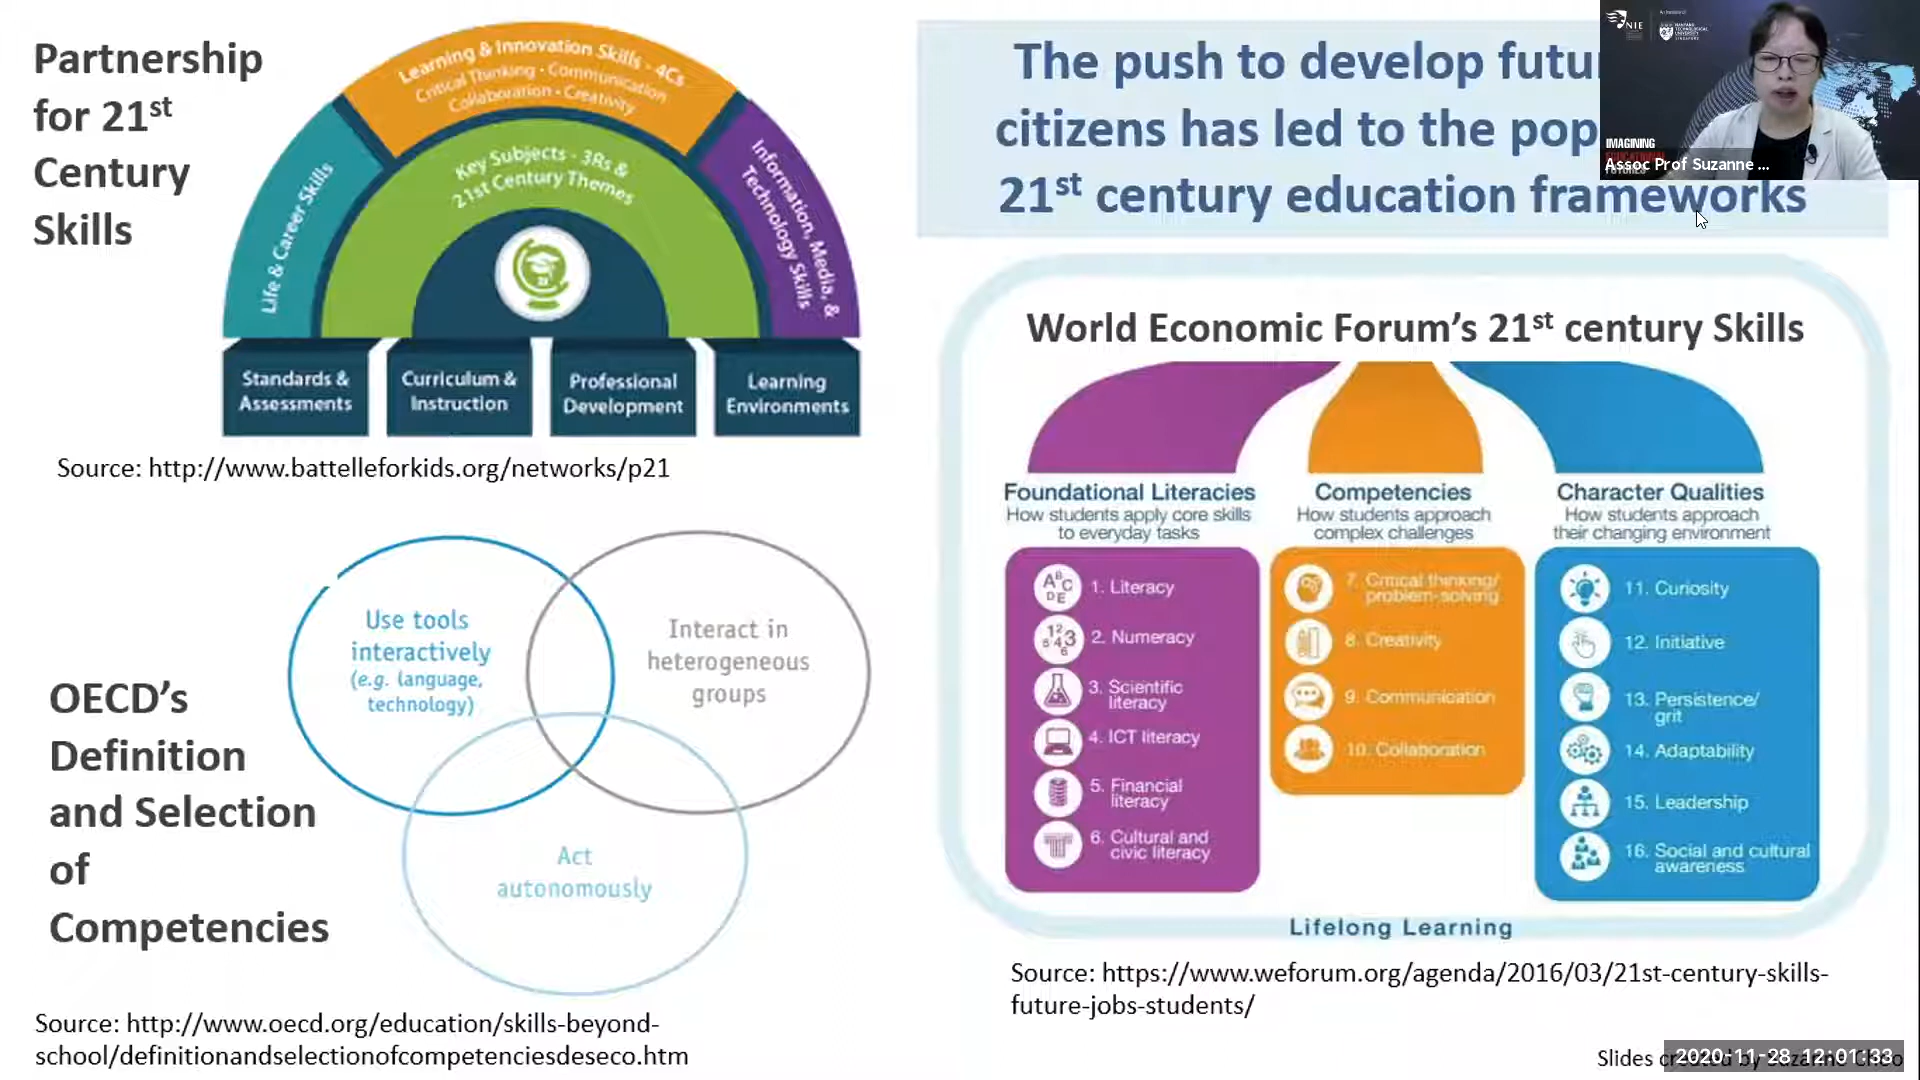 Partnership
for 21st
Century
Skills
Learning & Innovation Skills - 4Cs
Critical Thinking • Communication
Collaboration • Creativity
Key Subjects - 3Rs &
21st Century Themes
Life & Career Skills
Information, Media, &
Technology Skills
Standards &
Assessments
Curriculum &
Instruction
Professional
Development
Learning
Environments
Source: http://www.battelleforkids.org/networks/p21
OECD’s
Definition
and Selection
of
Competencies
Use tools
interactively
(e.g. language,
technology)
Interact in
heterogeneous
groups
Act
autonomously
Source: http://www.oecd.org/education/skills-beyond-
school/definitionandselectionofcompetenciesdeseco.htm
The push to develop
citizens has led to the
21st century education frameworks
NIE
IMAGINING
Assoc Prof Suzanne ...
World Economic Forum’s 21st century Skills
Foundational Literacies
How students apply core skills
to everyday tasks
ABC
DE
1. Literacy
2. Numeracy
3. Scientific
literacy
4. ICT literacy
5. Financial
literacy
6. Cultural and
civic literacy
Competencies
How students approach
complex challenges
7. Critical thinking/
problem-solving
8. Creativity
9. Communication
10. Collaboration
Character Qualities
How students approach
their changing environment
11. Curiosity
12. Initiative
13. Persistence/
grit
14. Adaptability
15. Leadership
16. Social and cultural
awareness
Lifelong Learning
Source: https://www.weforum.org/agenda/2016/03/21st-century-skills-
future-jobs-students/
Slides
2020-11-28 12:01:33